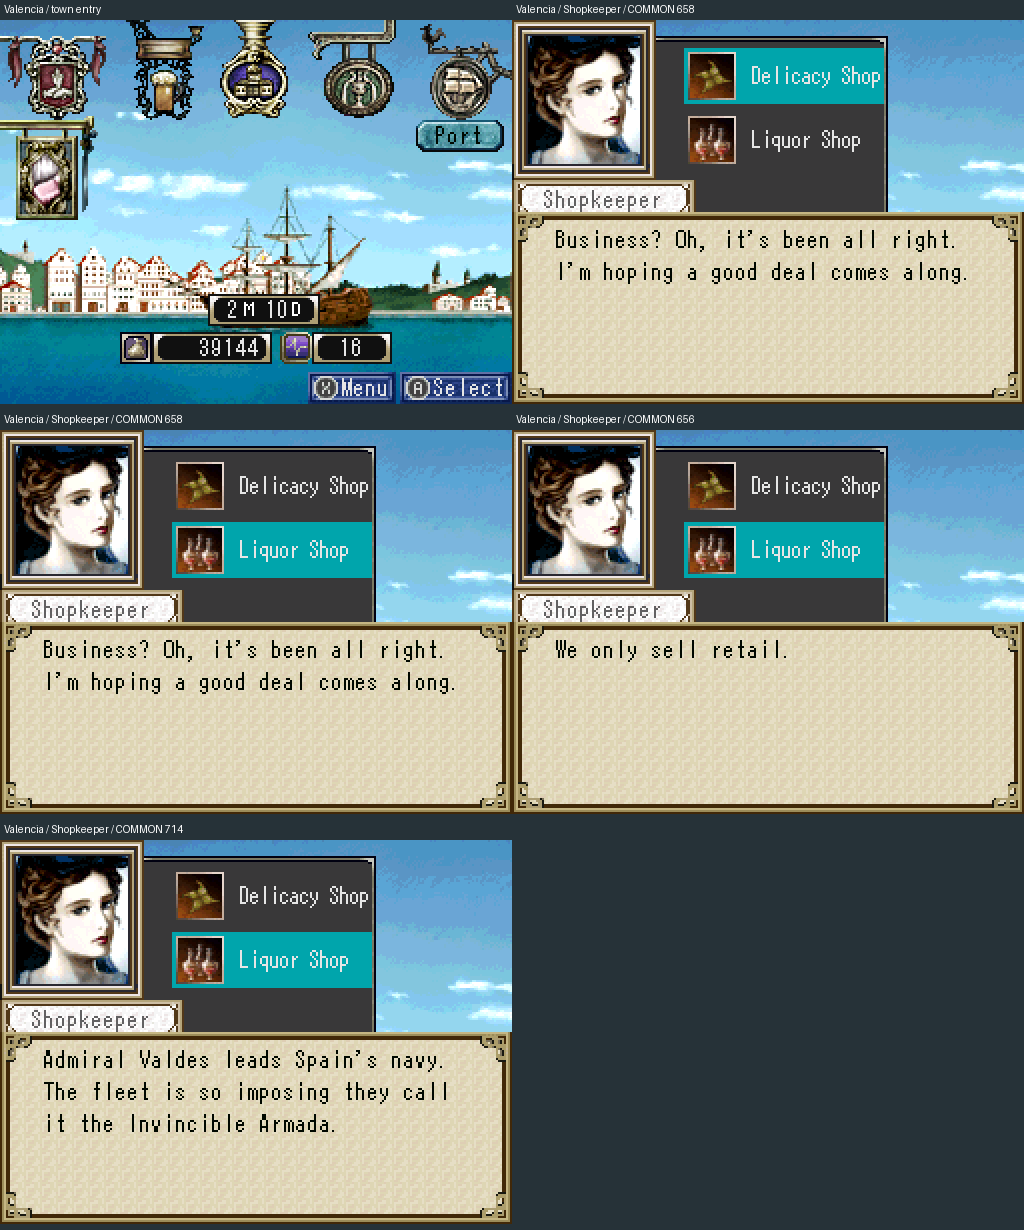 Valencia / town entry
Port
2M 10D
39144
16
XMenu
ASelect
Valencia / Shopkeeper / COMMON 658
Delicacy Shop
Liquor Shop
Shopkeeper
Business? Oh, it's been all right.
I'm hoping a good deal comes along.
Valencia / Shopkeeper / COMMON 658
Delicacy Shop
Liquor Shop
Shopkeeper
Business? Oh, it's been all right.
I'm hoping a good deal comes along.
Valencia / Shopkeeper / COMMON 656
Delicacy Shop
Liquor Shop
Shopkeeper
We only sell retail.
Valencia / Shopkeeper / COMMON 714
Delicacy Shop
Liquor Shop
Shopkeeper
Admiral Valdes leads Spain's navy.
The fleet is so imposing they call
it the Invincible Armada.